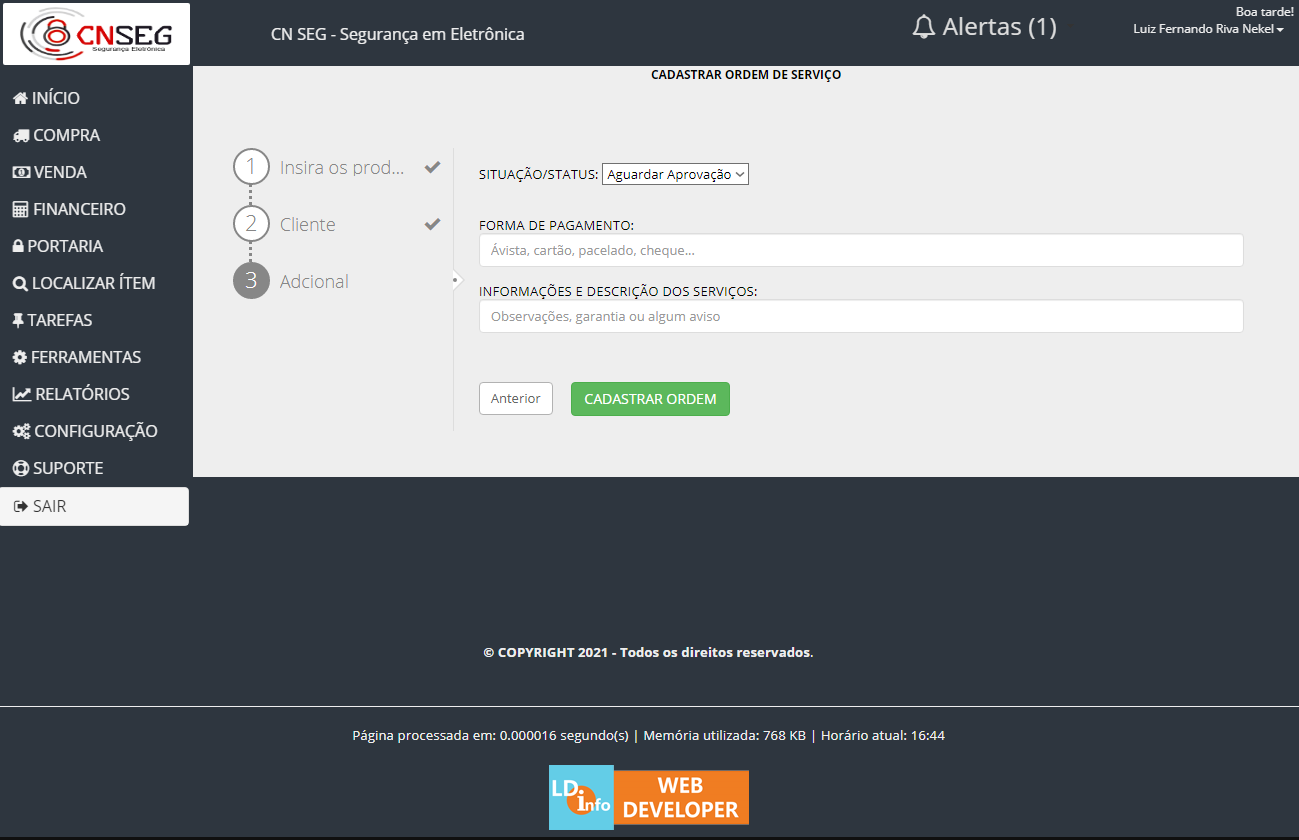 CNSEG
Segurança Eletrônica
CN SEG - Segurança em Eletrônica
Alertas (1)
Boa tarde!
Luiz Fernando Riva Nekel
INÍCIO
COMPRA
VENDA
FINANCEIRO
PORTARIA
LOCALIZAR ÍTEM
TAREFAS
FERRAMENTAS
RELATÓRIOS
CONFIGURAÇÃO
SUPORTE
SAIR
CADASTRAR ORDEM DE SERVIÇO
1 Insira os prod...
2 Cliente
3 Adcional
SITUAÇÃO/STATUS: Aguardar Aprovação
FORMA DE PAGAMENTO:
Ávista, cartão, pacelado, cheque...
INFORMAÇÕES E DESCRIÇÃO DOS SERVIÇOS:
Observações, garantia ou algum aviso
Anterior
CADASTRAR ORDEM
© COPYRIGHT 2021 - Todos os direitos reservados.
Página processada em: 0.000016 segundo(s) | Memória utilizada: 768 KB | Horário atual: 16:44
LD info
WEB
DEVELOPER